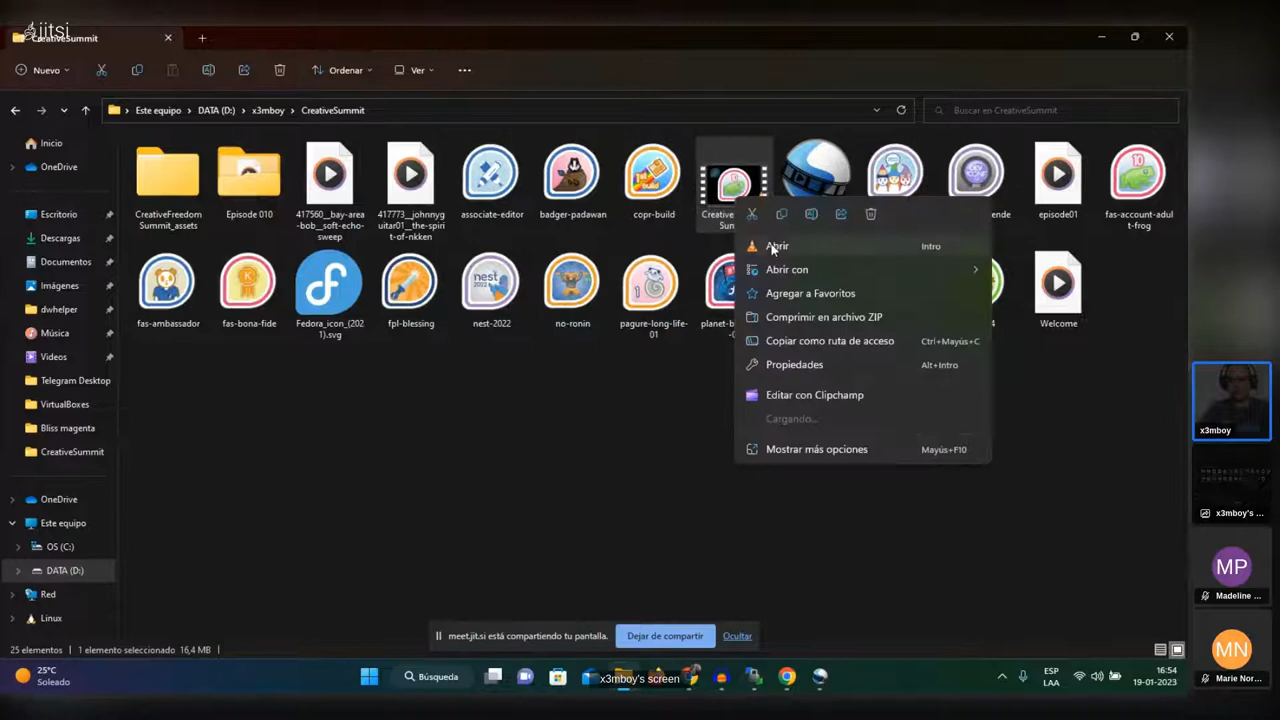 jitsi
CreativeSummit
Nuevo
Ordenar
Ver
Este equipo
DATA (D:)
x3mboy
CreativeSummit
Buscar en CreativeSummit
Inicio
OneDrive
Escritorio
Descargas
Documentos
Imágenes
dwhelper
Música
Videos
Telegram Desktop
VirtualBoxes
Bliss magenta
CreativeSummit
OneDrive
Este equipo
OS (C:)
DATA (D:)
Red
Linux
CreativeFreedom
Summit_assets
Episode 010
417560__bay-area
-bob__soft-echo-
sweep
417773__johnnyg
uitar01__the-spiri
t-of-nkken
associate-editor
badger-padawan
copr-build
episode01
fas-account-adul
t-frog
fas-ambassador
fas-bona-fide
Fedora_icon_(202
1).svg
fpl-blessing
nest-2022
no-ronin
pagure-long-life-
01
Welcome
Abrir Intro
Abrir con
Agregar a Favoritos
Comprimir en archivo ZIP
Copiar como ruta de acceso Ctrl+Mayús+C
Propiedades Alt+Intro
Editar con Clipchamp
Cargando...
Mostrar más opciones Mayús+F10
x3mboy
x3mboy's ...
MP
Madeline ...
MN
Marie Nor...
meet.jit.si está compartiendo tu pantalla.
Dejar de compartir
Ocultar
25 elementos
1 elemento seleccionado 16,4 MB
25°C
Soleado
Búsqueda
x3mboy's screen
ESP
LAA
16:54
19-01-2023